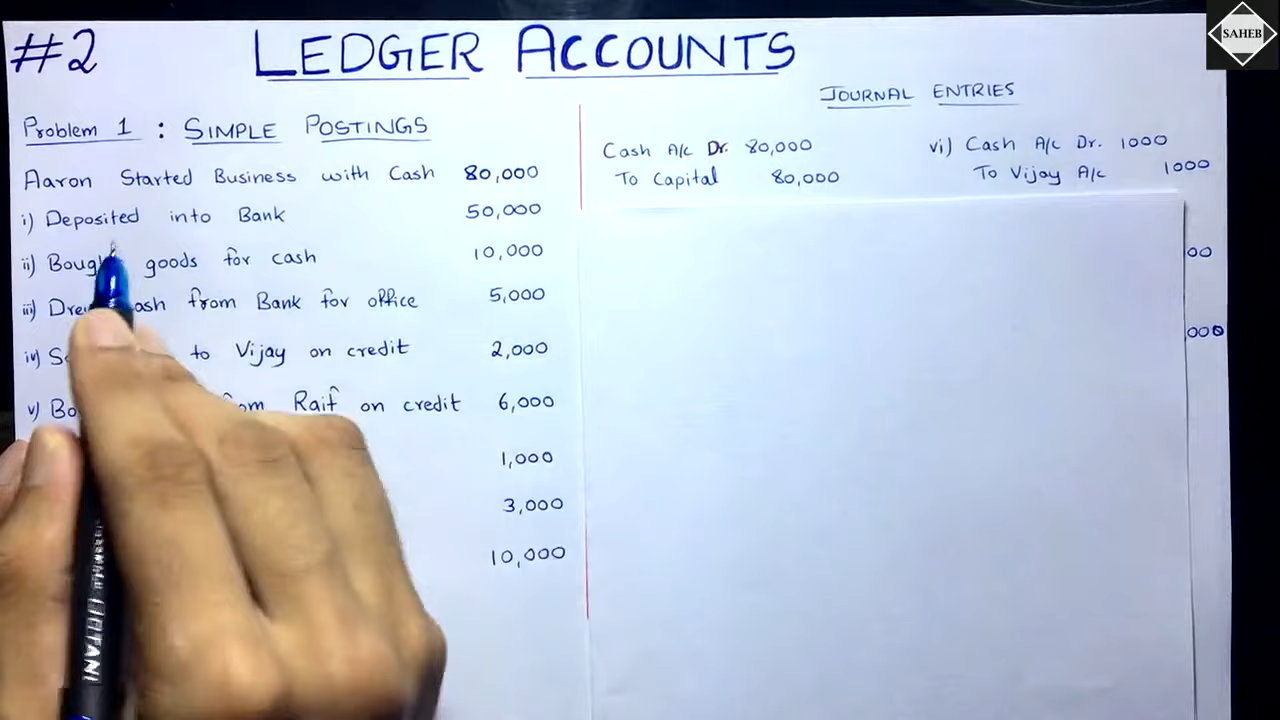 #2 LEDGER ACCOUNTS
SAHEB
Problem 1 : SIMPLE POSTINGS
Aaron Started Business with Cash 80,000
i) Deposited into Bank 50,000
ii) goods for cash 10,000
iii) from Bank for office 5,000
iv) to Vijay on credit 2,000
v) Raif on credit 6,000
1,000
3,000
10,000
JOURNAL ENTRIES
Cash A/c Dr. 80,000
To Capital 80,000
vi) Cash A/c Dr. 1000
To Vijay A/c 1000
00
000